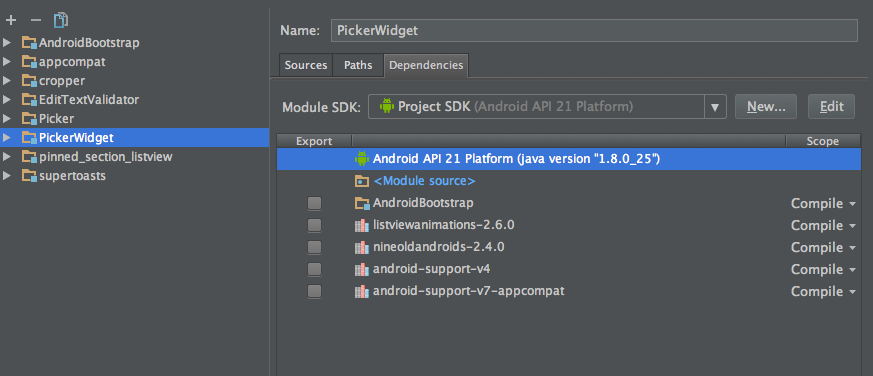 AndroidBootstrap
appcompat
cropper
EditTextValidator
Picker
PickerWidget
pinned_section_listview
supertoasts
Name: PickerWidget
Sources Paths Dependencies
Module SDK: Project SDK (Android API 21 Platform) New... Edit
Export Scope
Android API 21 Platform (java version "1.8.0_25")
<Module source>
AndroidBootstrap Compile
listviewanimations-2.6.0 Compile
nineoldandroids-2.4.0 Compile
android-support-v4 Compile
android-support-v7-appcompat Compile